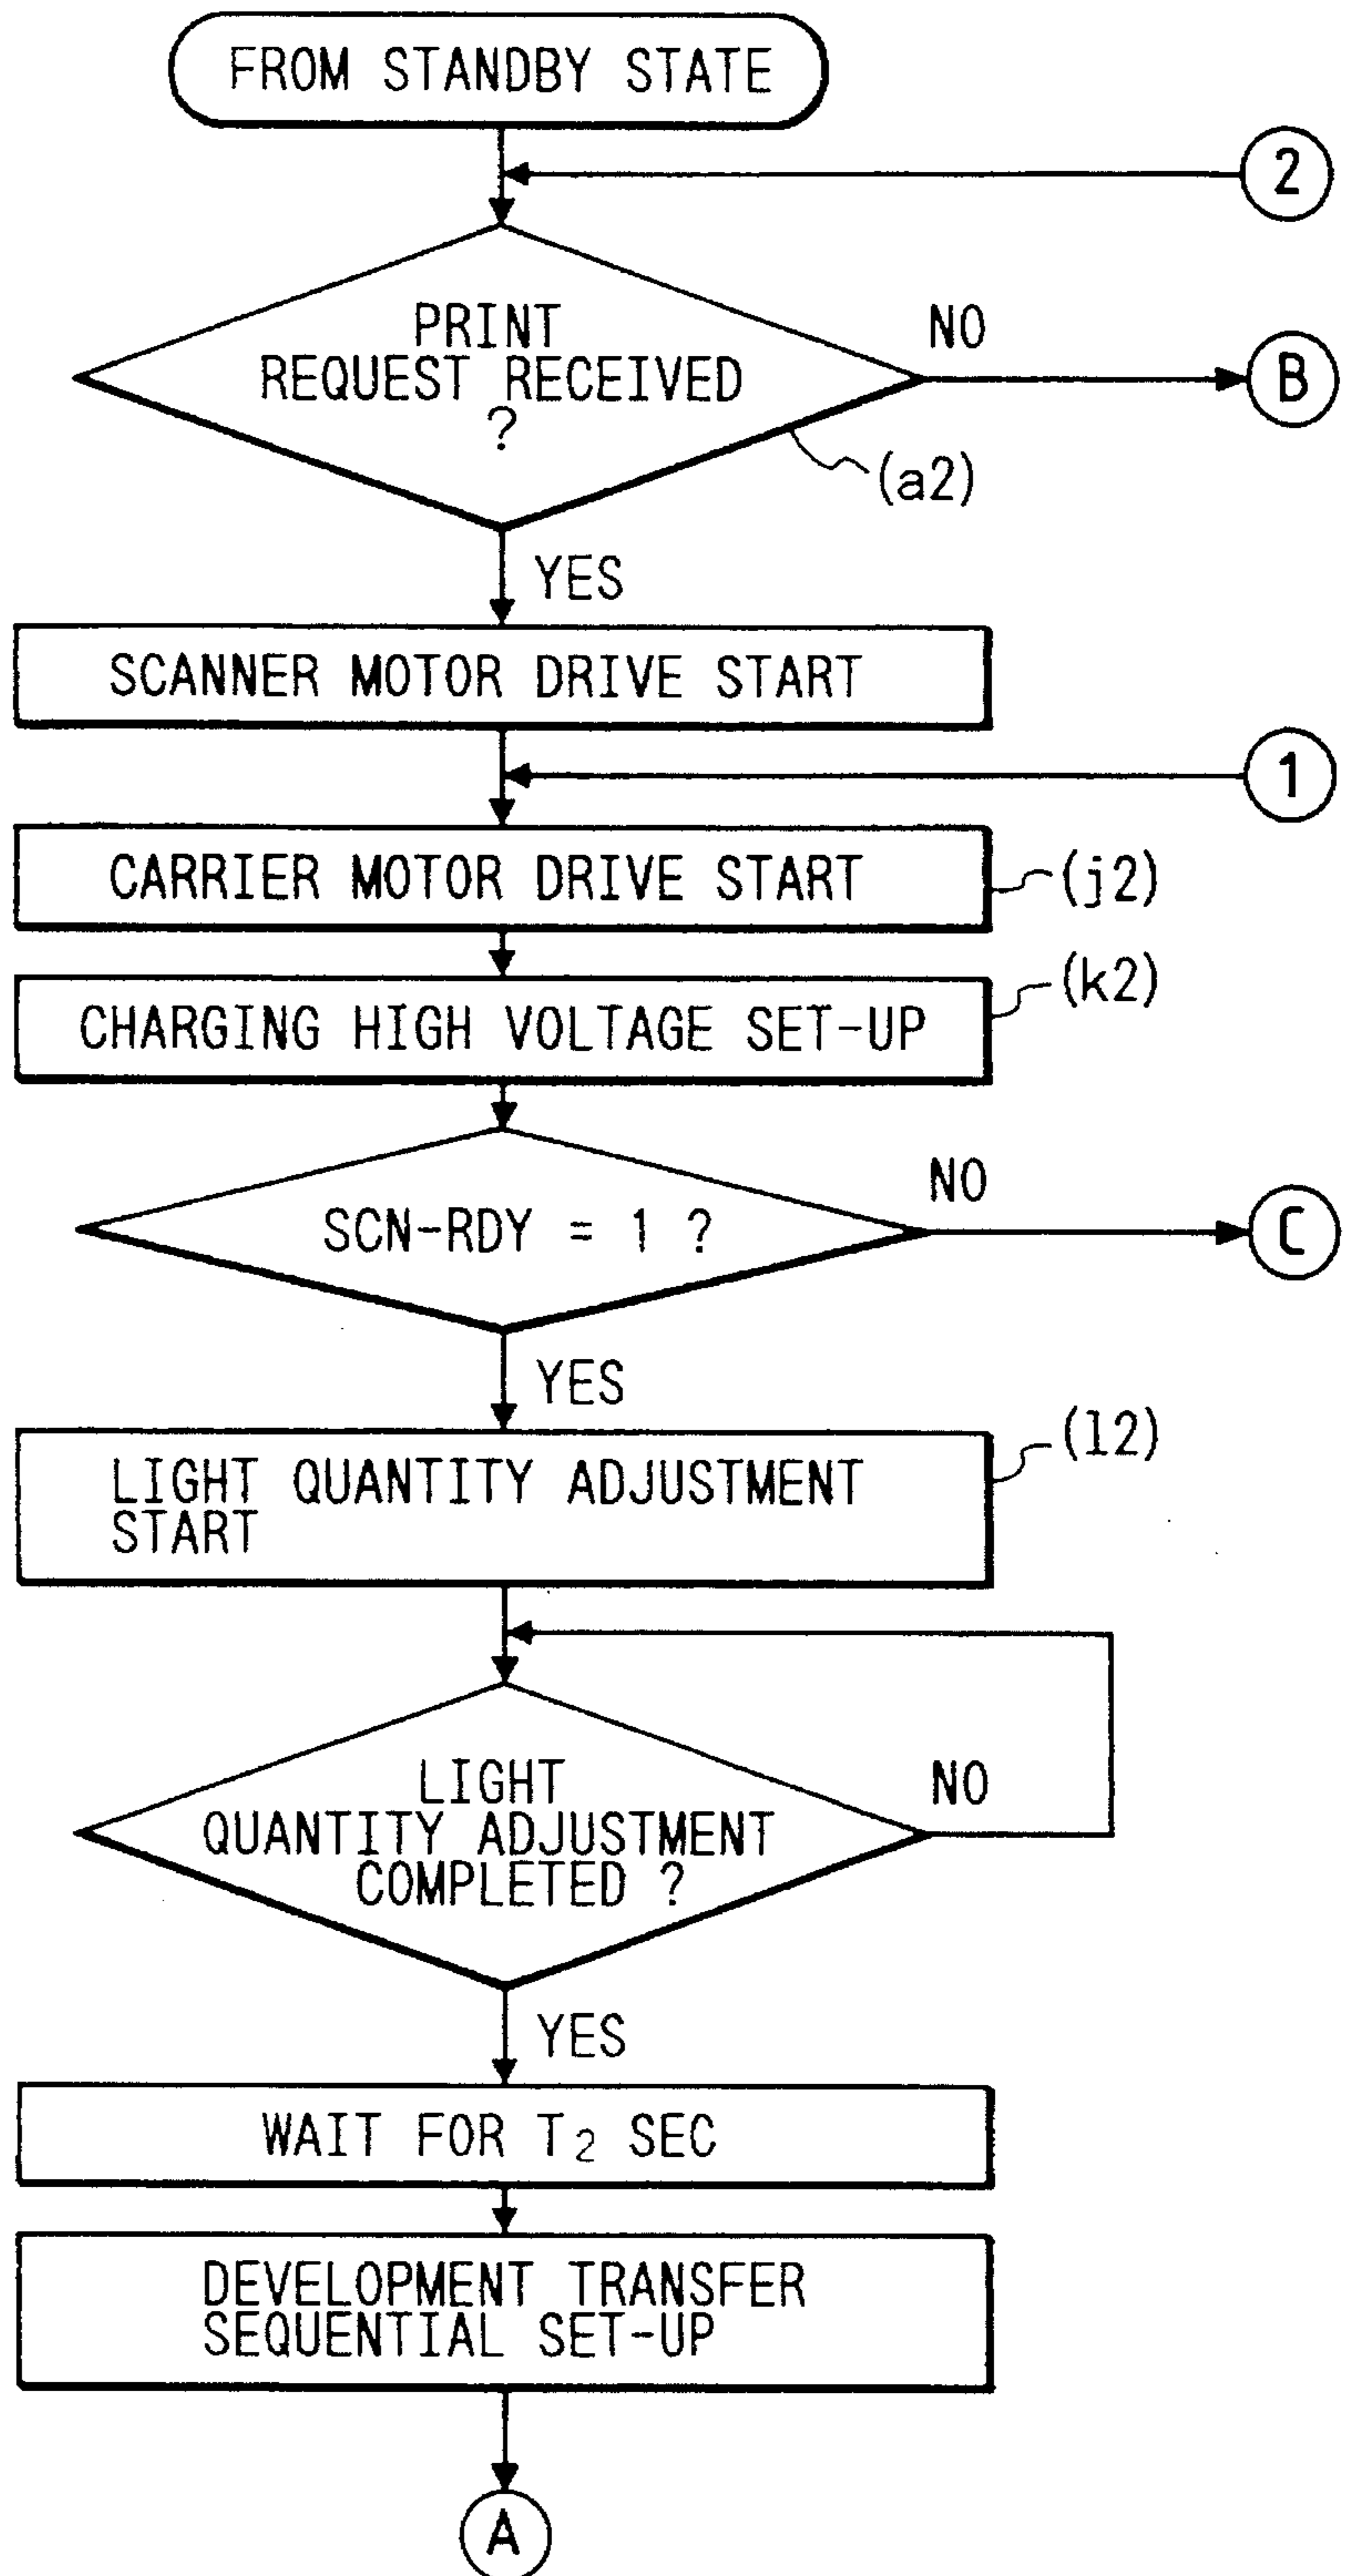 FROM STANDBY STATE
2
PRINT
REQUEST RECEIVED
?
NO
B
(a2)
YES
SCANNER MOTOR DRIVE START
1
CARRIER MOTOR DRIVE START
(j2)
CHARGING HIGH VOLTAGE SET-UP
(k2)
SCN-RDY = 1 ?
NO
C
YES
LIGHT QUANTITY ADJUSTMENT
START
(l2)
LIGHT
QUANTITY ADJUSTMENT
COMPLETED ?
NO
YES
WAIT FOR T₂ SEC
DEVELOPMENT TRANSFER
SEQUENTIAL SET-UP
A